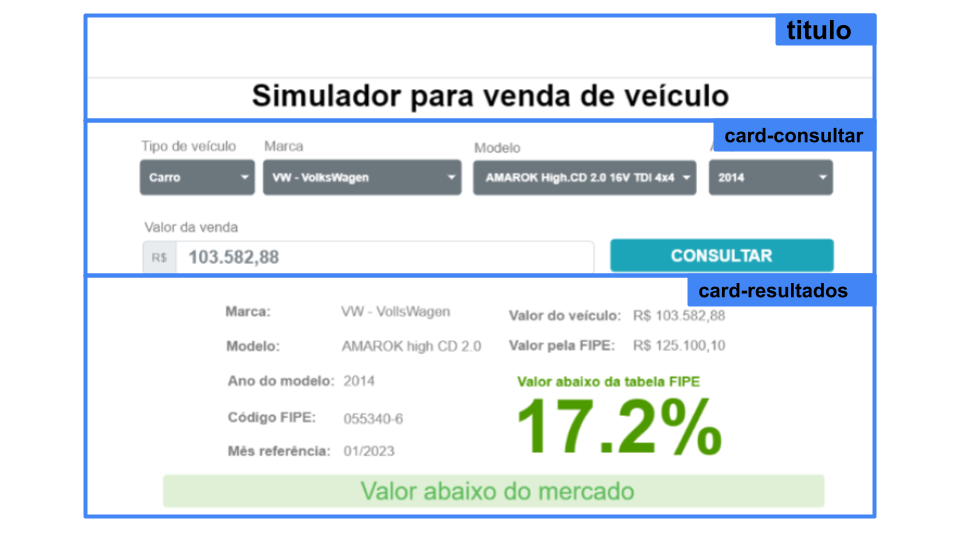 titulo
Simulador para venda de veículo
card-consultar
Tipo de veículo Marca Modelo
Carro VW - VolksWagen AMAROK High.CD 2.0 16V TDI 4x4 2014
Valor da venda
R$ 103.582,88 CONSULTAR
card-resultados
Marca: VW - VollsWagen Valor do veículo: R$ 103.582,88
Modelo: AMAROK high CD 2.0 Valor pela FIPE: R$ 125.100,10
Ano do modelo: 2014 Valor abaixo da tabela FIPE
Código FIPE: 055340-6 17.2%
Mês referência: 01/2023
Valor abaixo do mercado